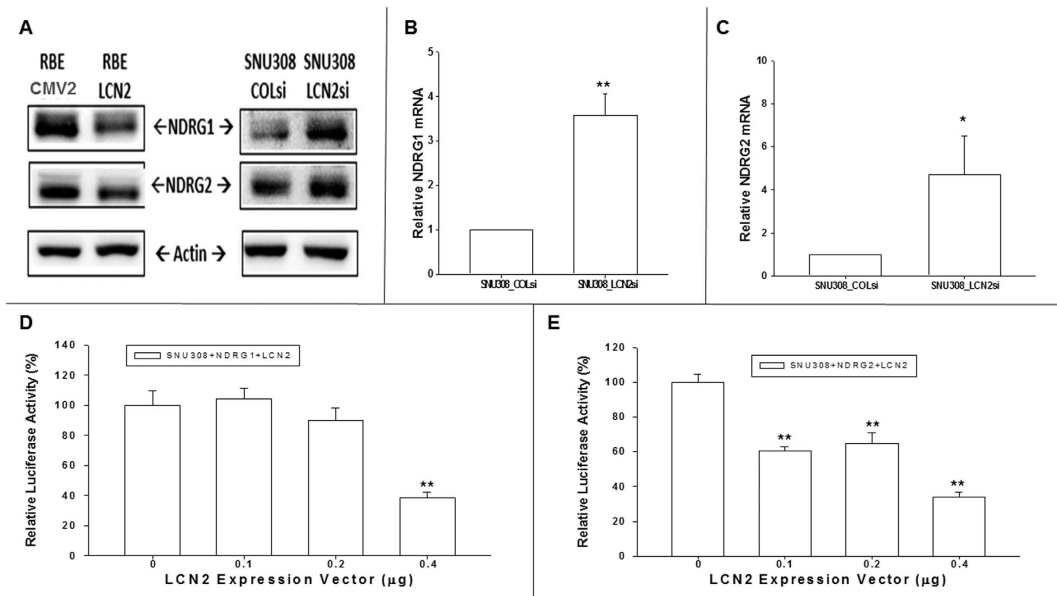 A
RBE RBE SNU308 SNU308
CMV2 LCN2 COLsi LCN2si
←NDRG1→
←NDRG2→
←Actin→
B
Relative NDRG1 mRNA
5
4
3
2
1
0
**
SNU308_COLsi SNU308_LCN2si
C
Relative NDRG2 mRNA
10
8
6
4
2
0
*
SNU308_COLsi SNU308_LCN2si
D
Relative Luciferase Activity (%)
140
120
100
80
60
40
20
0
SNU308+NDRG1+LCN2
**
0 0.1 0.2 0.4
LCN2 Expression Vector (μg)
E
Relative Luciferase Activity (%)
120
100
80
60
40
20
0
SNU308+NDRG2+LCN2
** ** **
0 0.1 0.2 0.4
LCN2 Expression Vector (μg)